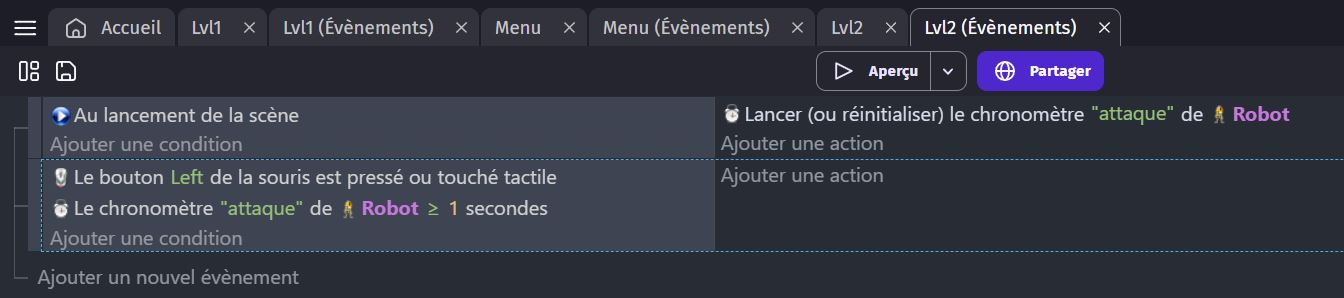 Accueil Lvl1 Lvl1 (Évènements) Menu Menu (Évènements) Lvl2 Lvl2 (Évènements)
Aperçu Partager
Au lancement de la scène
Ajouter une condition
Lancer (ou réinitialiser) le chronomètre "attaque" de Robot
Ajouter une action
Le bouton Left de la souris est pressé ou touché tactile
Le chronomètre "attaque" de Robot ≥ 1 secondes
Ajouter une condition
Ajouter une action
Ajouter un nouvel évènement